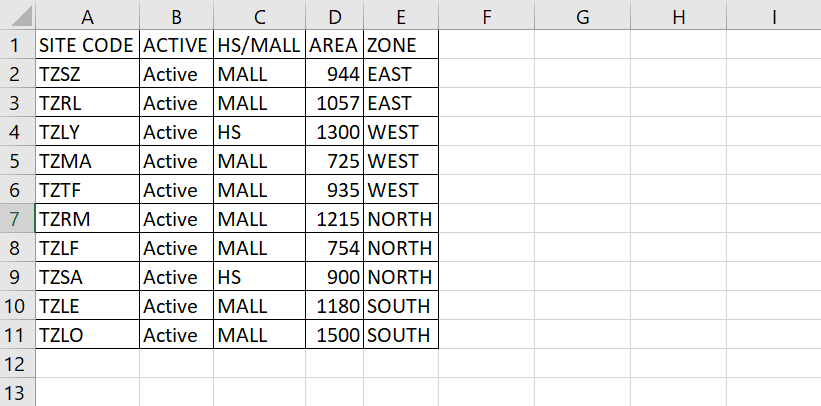 A B C D E F G H I
1 SITE CODE ACTIVE HS/MALL AREA ZONE
2 TZSZ Active MALL 944 EAST
3 TZRL Active MALL 1057 EAST
4 TZLY Active HS 1300 WEST
5 TZMA Active MALL 725 WEST
6 TZTF Active MALL 935 WEST
7 TZRM Active MALL 1215 NORTH
8 TZLF Active MALL 754 NORTH
9 TZSA Active HS 900 NORTH
10 TZLE Active MALL 1180 SOUTH
11 TZLO Active MALL 1500 SOUTH
12
13